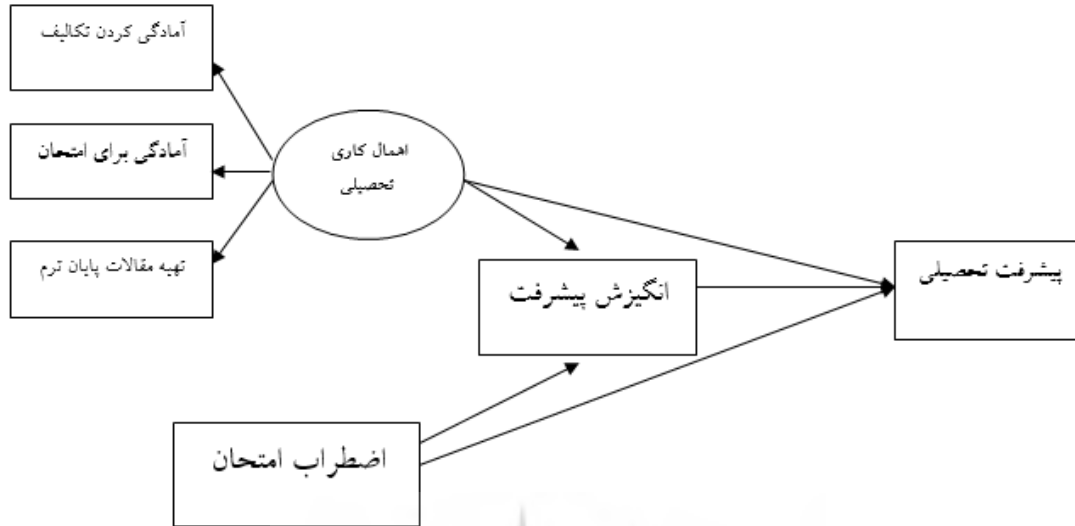 آمادگی کردن تکالیف
آمادگی برای امتحان
تهیه مقالات پایان ترم
اهمال کاری
تحصیلی
انگیزش پیشرفت
پیشرفت تحصیلی
اضطراب امتحان